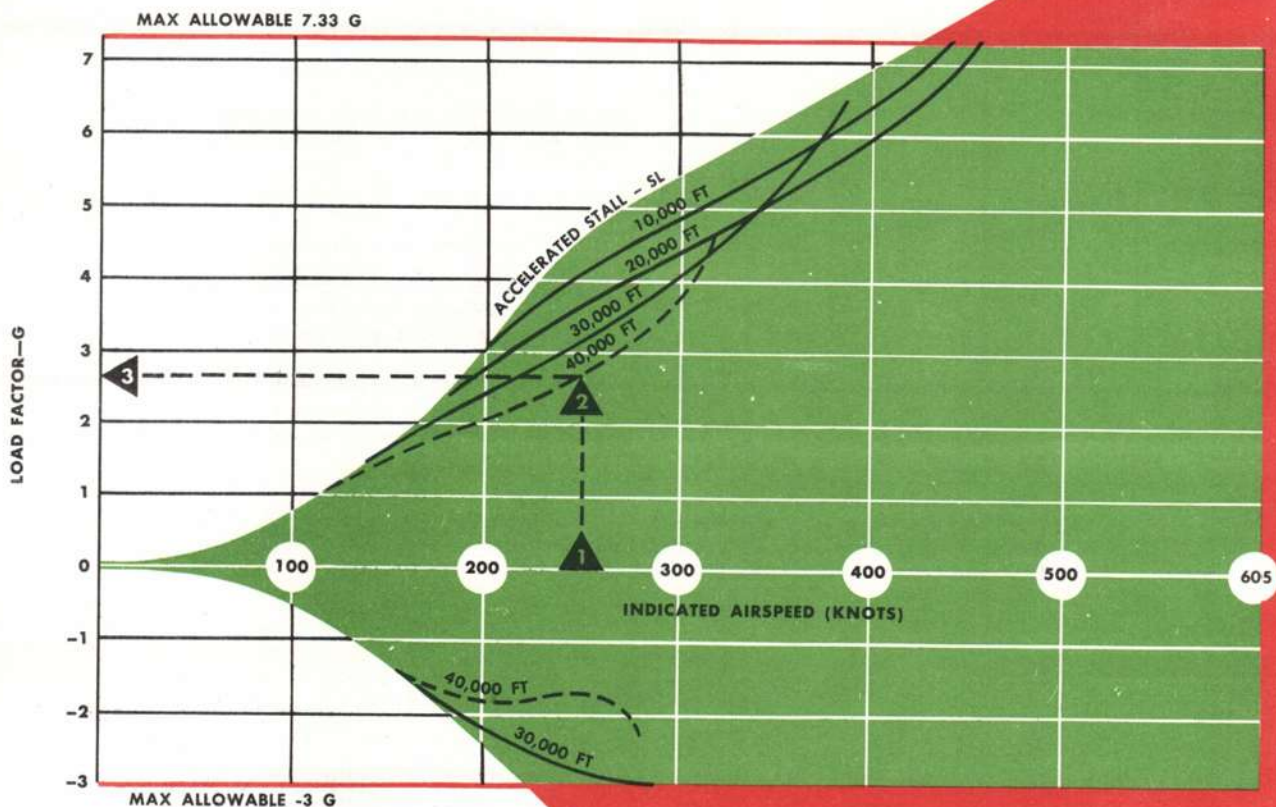 MAX ALLOWABLE 7.33 G
7
6
5
4
3
2
1
0
-1
-2
-3
LOAD FACTOR—G
ACCELERATED STALL - SL
10,000 FT
20,000 FT
30,000 FT
40,000 FT
3
2
1
100
200
300
400
500
605
INDICATED AIRSPEED (KNOTS)
40,000 FT
30,000 FT
MAX ALLOWABLE -3 G